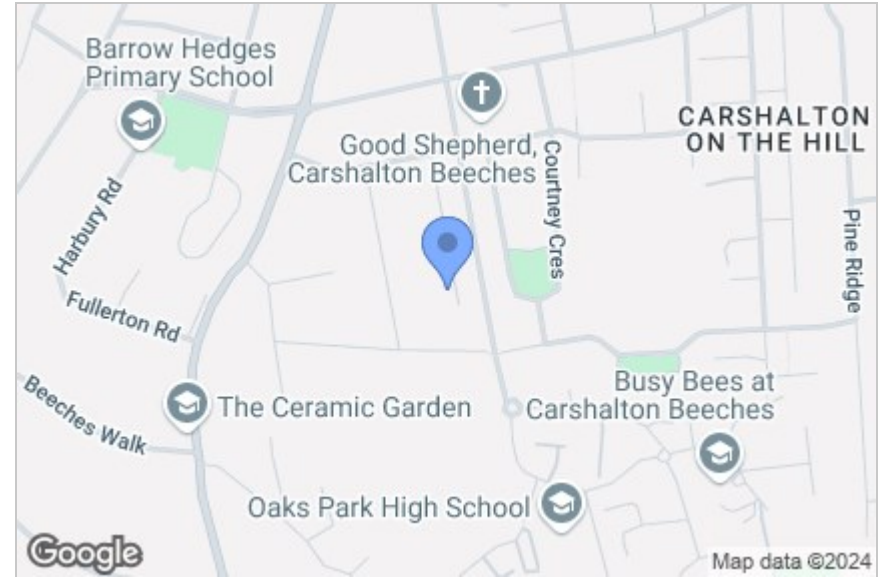 Barrow Hedges
Primary School
CARSHALTON
ON THE HILL
Good Shepherd,
Carshalton Beeches
Courtney Cres
Harbury Rd
Pine Ridge
Fullerton Rd
Beeches Walk
The Ceramic Garden
Busy Bees at
Carshalton Beeches
Oaks Park High School
Google
Map data ©2024